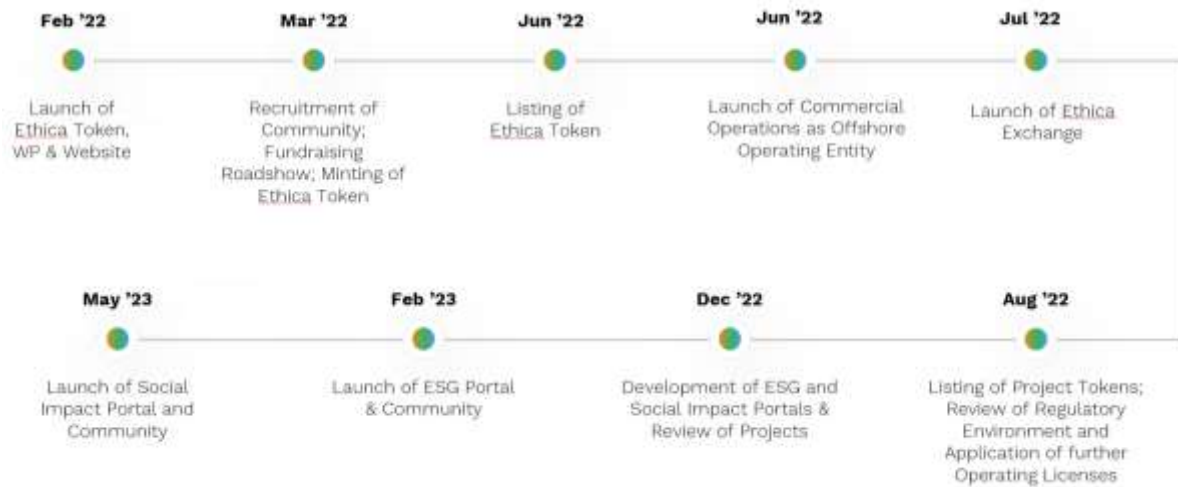 Feb '22
Launch of
Ethica Token,
WP & Website
Mar '22
Recruitment of
Community;
Fundraising
Roadshow; Minting of
Ethica Token
Jun '22
Listing of
Ethica Token
Jun '22
Launch of Commercial
Operations as Offshore
Operating Entity
Jul '22
Launch of Ethica
Exchange
May '23
Launch of Social
Impact Portal and
Community
Feb '23
Launch of ESG Portal
& Community
Dec '22
Development of ESG and
Social Impact Portals &
Review of Projects
Aug '22
Listing of Project Tokens;
Review of Regulatory
Environment and
Application of further
Operating Licenses